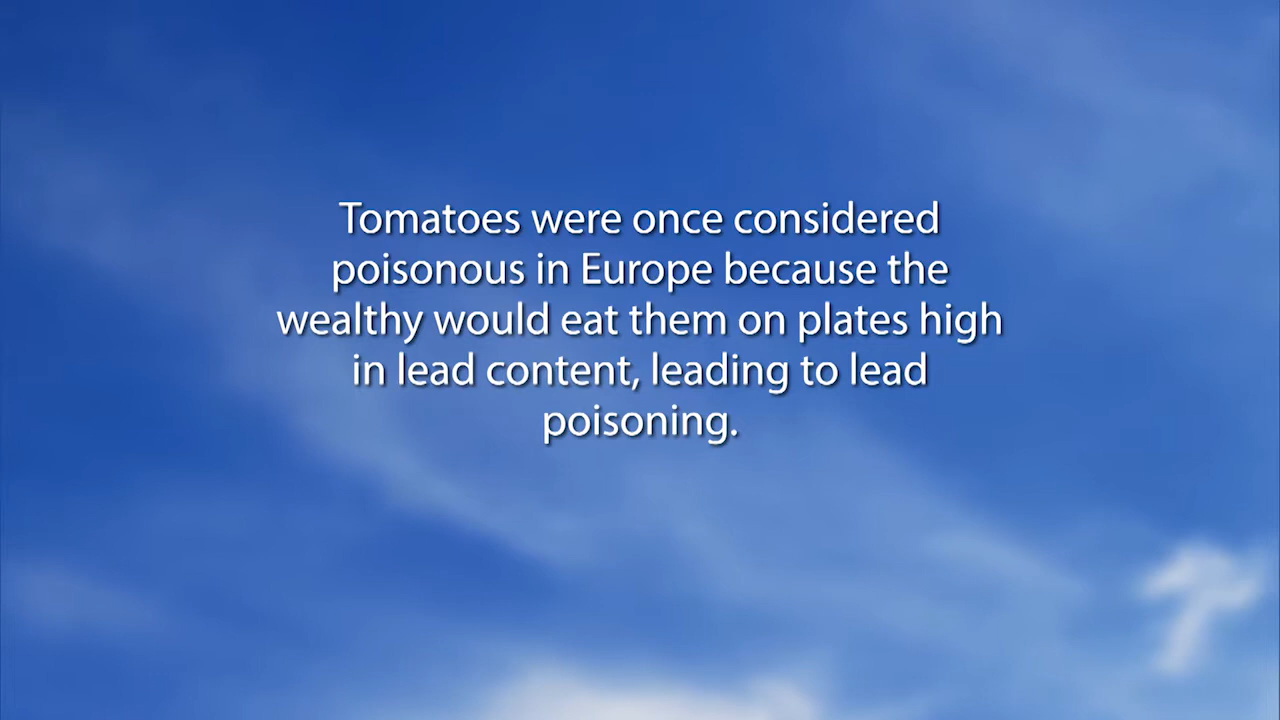 Tomatoes were once considered
poisonous in Europe because the
wealthy would eat them on plates high
in lead content, leading to lead
poisoning.